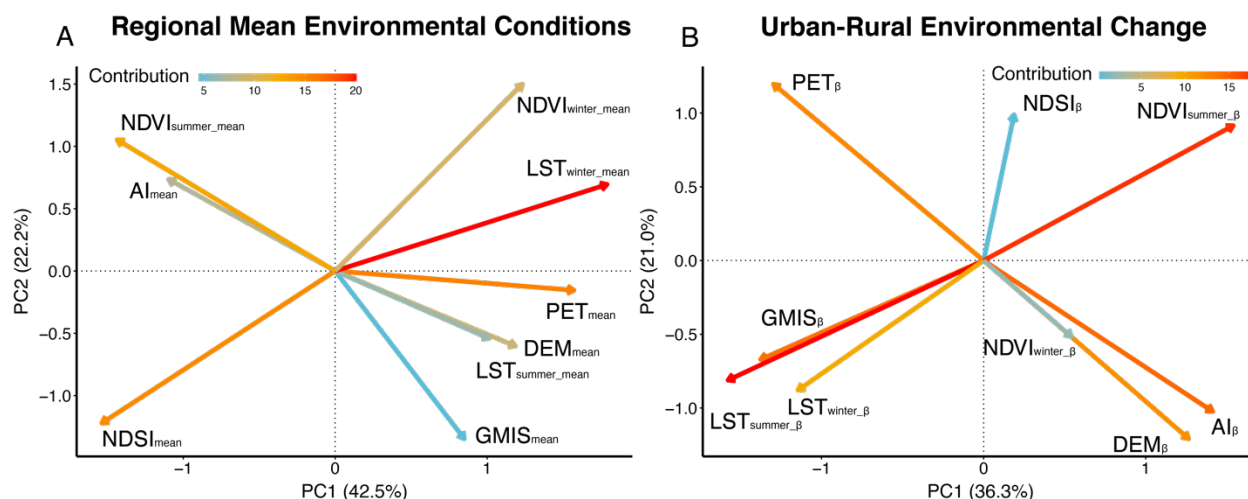 A Regional Mean Environmental Conditions
Contribution
5 10 15 20
NDVIsummer_mean
AImean
NDVIwinter_mean
LSTwinter_mean
PETmean
DEMmean
LSTsummer_mean
GMISmean
NDSImean
1.5
1.0
0.5
0.0
−0.5
−1.0
PC2 (22.2%)
−1 0 1
PC1 (42.5%)
B Urban-Rural Environmental Change
Contribution
5 10 15
PETβ
NDSIβ
NDVIsummer_β
GMISβ
LSTsummer_β
LSTwinter_β
NDVIwinter_β
AIβ
DEMβ
1.0
0.5
0.0
−0.5
−1.0
PC2 (21.0%)
−1 0 1
PC1 (36.3%)